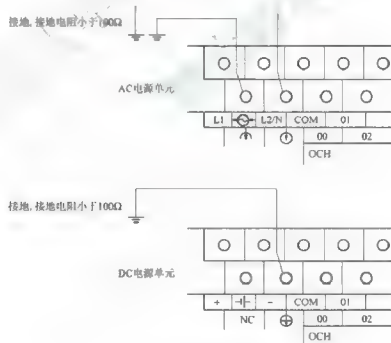 接地,接地电阻小于100Ω
AC电源单元
L1 L2/N COM 01
00 02
OCH
接地,接地电阻小于100Ω
DC电源单元
+ - COM 01
NC 00 02
OCH